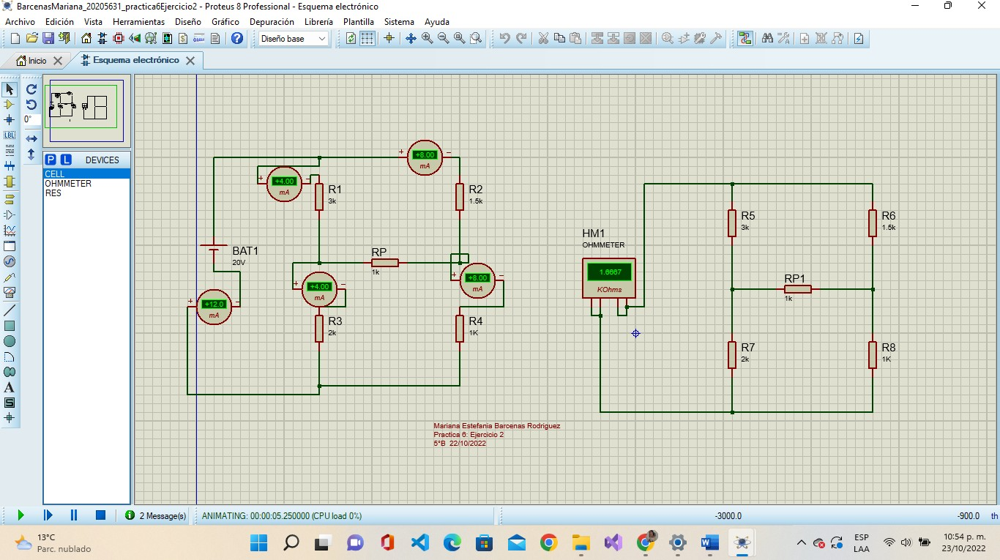 BarcenasMariana_20205631_practica6Ejercicio2 - Proteus 8 Professional - Esquema electrónico
Archivo Edición Vista Herramientas Diseño Gráfico Depuración Librería Plantilla Sistema Ayuda
Diseño base
Inicio Esquema electrónico
0°
LBL
P L DEVICES
CELL
OHMMETER
RES
A
S
+8.00
mA
+4.00
mA
R1
3k
R2
1.5k
BAT1
20V
RP
1k
+4.00
mA
+8.00
mA
+12.0
mA
R3
2k
R4
1K
HM1
OHMMETER
1.6667
KOhms
R5
3k
R6
1.5k
RP1
1k
R7
2k
R8
1K
Mariana Estefania Barcenas Rodriguez
Practica 6: Ejercicio 2
5°B 22/10/2022
2 Message(s) ANIMATING: 00:00:05.250000 (CPU load 0%) -3000.0 -900.0 th
13°C
Parc. nublado
ESP
LAA
10:54 p. m.
23/10/2022